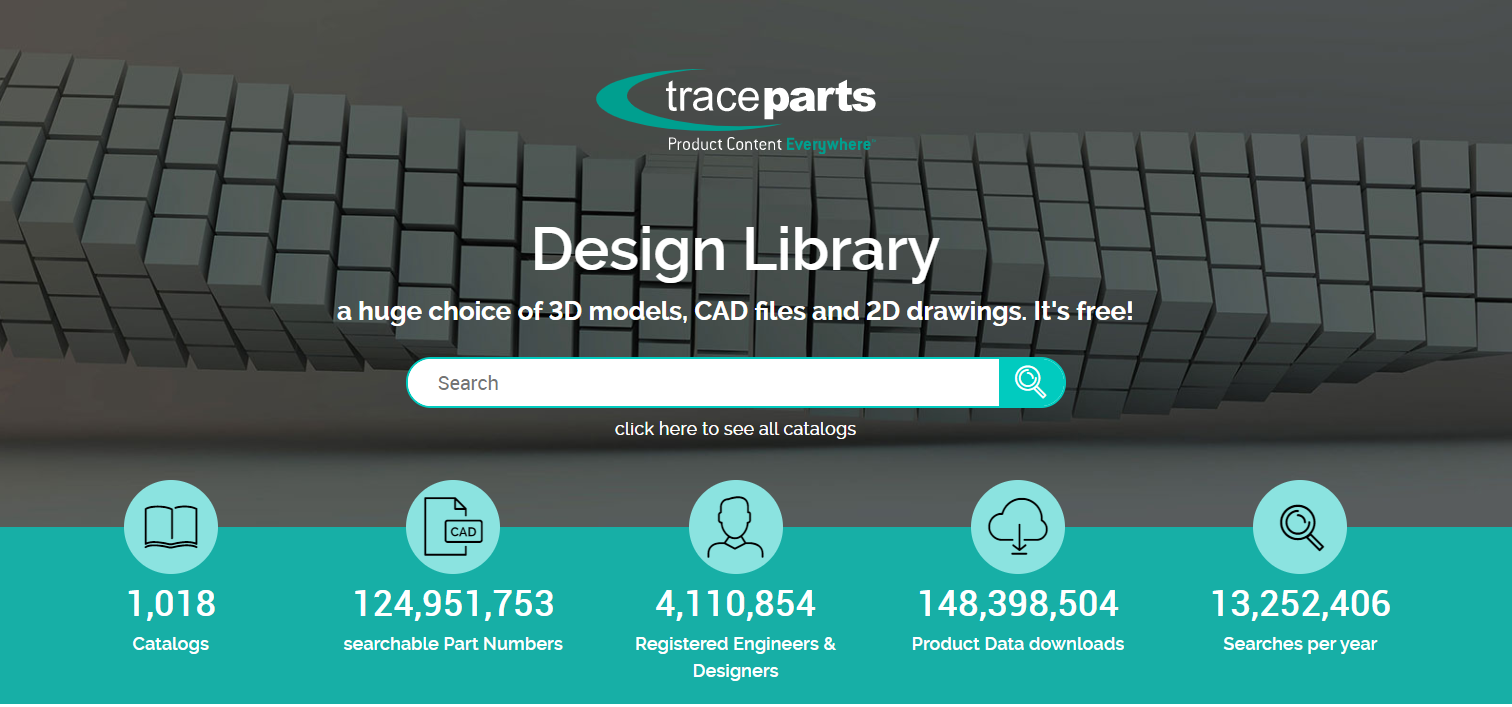 traceparts
Product Content Everywhere
Design Library
a huge choice of 3D models, CAD files and 2D drawings. It's free!
Search
click here to see all catalogs
CAD
1,018
Catalogs
124,951,753
searchable Part Numbers
4,110,854
Registered Engineers &
Designers
148,398,504
Product Data downloads
13,252,406
Searches per year